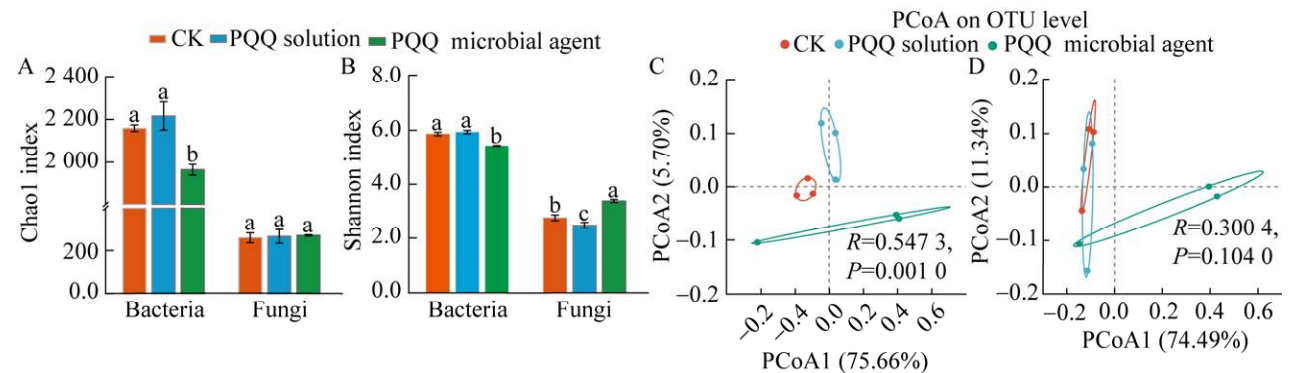 PCoA on OTU level
CK PQQ solution PQQ microbial agent
CK PQQ solution PQQ microbial agent
A
B
C
D
2 400
2 200
2 000
200
0.0
Chao1 index
a
a
b
a
a
a
Bacteria
Fungi
8.0
6.0
4.0
2.0
0.0
Shannon index
a
a
b
b
c
a
Bacteria
Fungi
0.2
0.1
0.0
−0.1
−0.2
PCoA2 (5.70%)
R=0.547 3,
P=0.001 0
−0.2
−0.4
0.0
0.2
0.4
0.6
PCoA1 (75.66%)
0.2
0.1
0.0
−0.1
−0.2
PCoA2 (11.34%)
R=0.300 4,
P=0.104 0
−0.2
0.0
0.2
0.4
0.6
PCoA1 (74.49%)